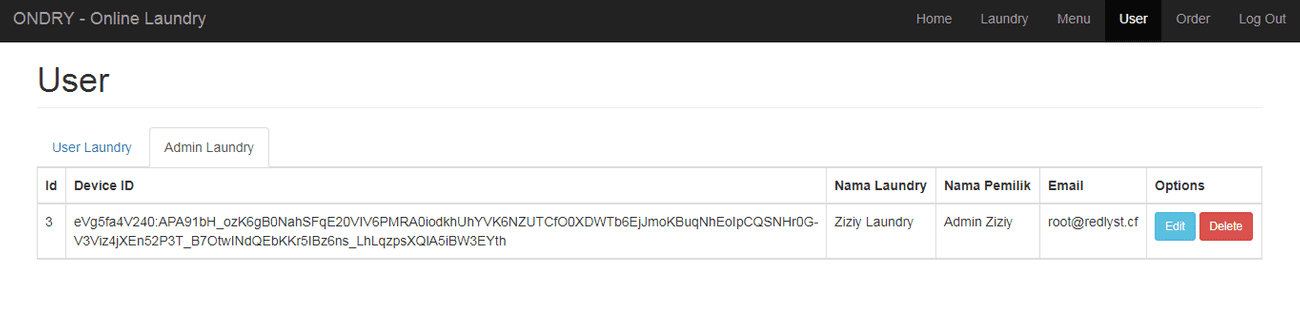 ONDRY - Online Laundry Home Laundry Menu User Order Log Out
User
User Laundry Admin Laundry
Id Device ID Nama Laundry Nama Pemilik Email Options
3 eVg5fa4V240:APA91bH_ozK6gB0NahSFqE20VIV6PMRA0iodkhUhYVK6NZUTCfO0XDWTb6EjJmoKBuqNhEoIpCQSNHr0G- Ziziy Laundry Admin Ziziy root@redlyst.cf Edit Delete
V3Viz4jXEn52P3T_B7OtwINdQEbKKr5IBz6ns_LhLqzpsXQIA5iBW3EYth